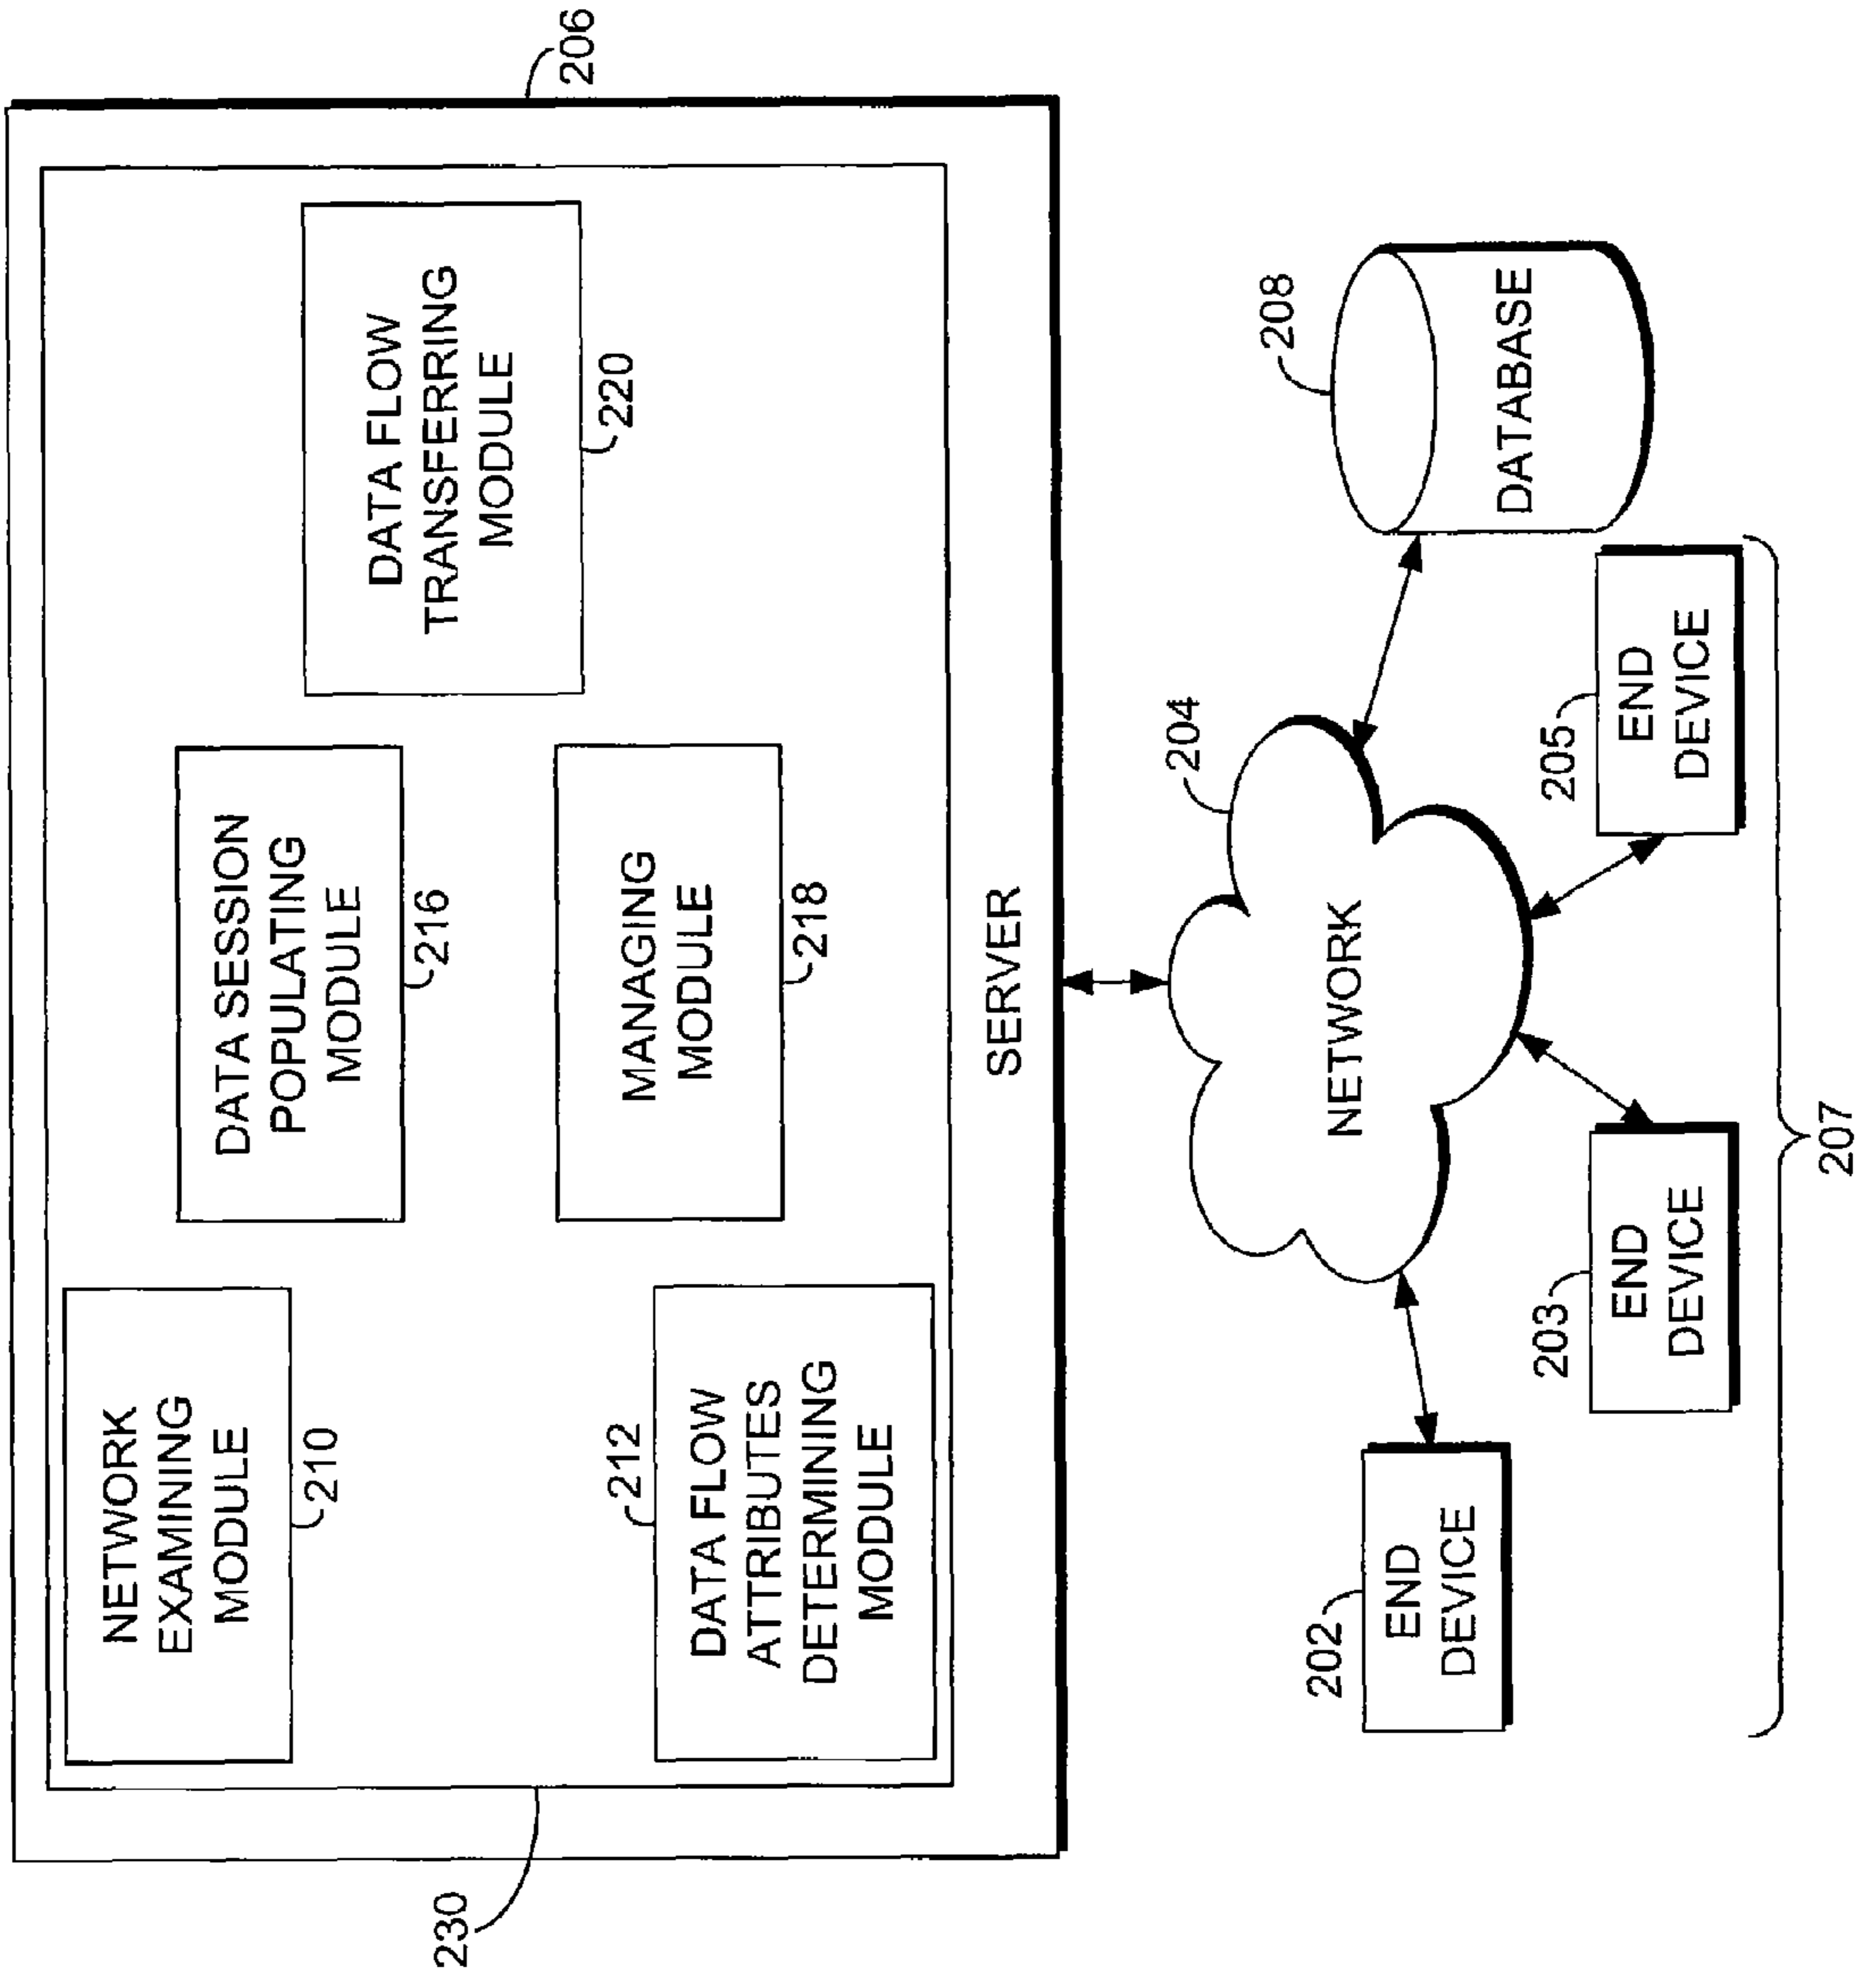 206
NETWORK
EXAMINING
MODULE
210
DATA SESSION
POPULATING
MODULE
216
DATA FLOW
TRANSFERRING
MODULE
220
212
DATA FLOW
ATTRIBUTES
DETERMINING
MODULE
MANAGING
MODULE
218
230
SERVER
204
NETWORK
208
DATABASE
202
END
DEVICE
203
END
DEVICE
205
END
DEVICE
207